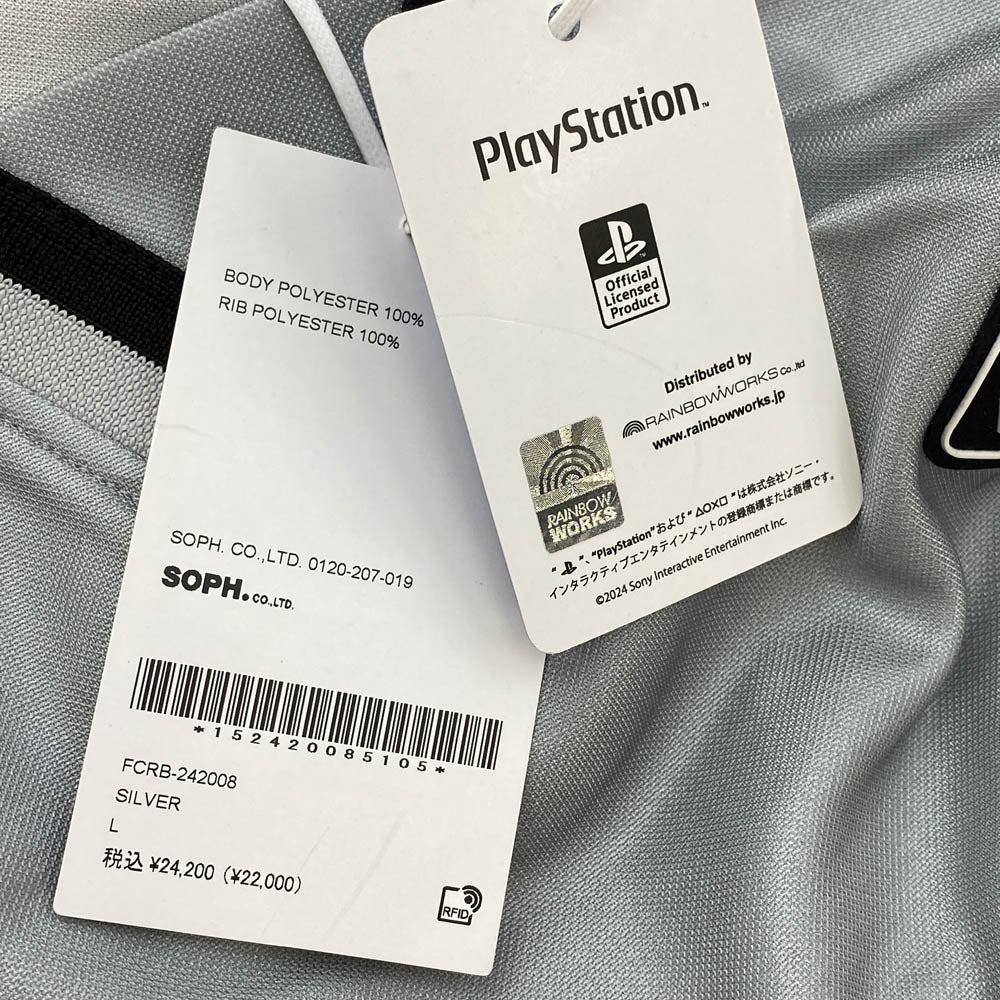 BODY POLYESTER 100%
RIB POLYESTER 100%
SOPH. CO.,LTD. 0120-207-019
SOPH. CO.,LTD.
*152420085105*
FCRB-242008
SILVER
L
税込 ¥24,200 (¥22,000)
RFID
PlayStation™
Official
Licensed
Product
Distributed by
RAINBOWWORKS Co.,ltd
www.rainbowworks.jp
RAINBOW
WORKS
“ ”、“PlayStation”および“△○×□”は株式会社ソニー・
インタラクティブエンタテインメントの登録商標または商標です。
©2024 Sony Interactive Entertainment Inc.